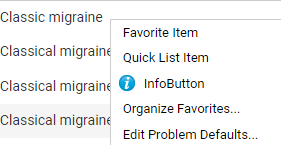 Classic migraine
Classical migraine
Classical migraine
Classical migraine
Favorite Item
Quick List Item
InfoButton
Organize Favorites...
Edit Problem Defaults...